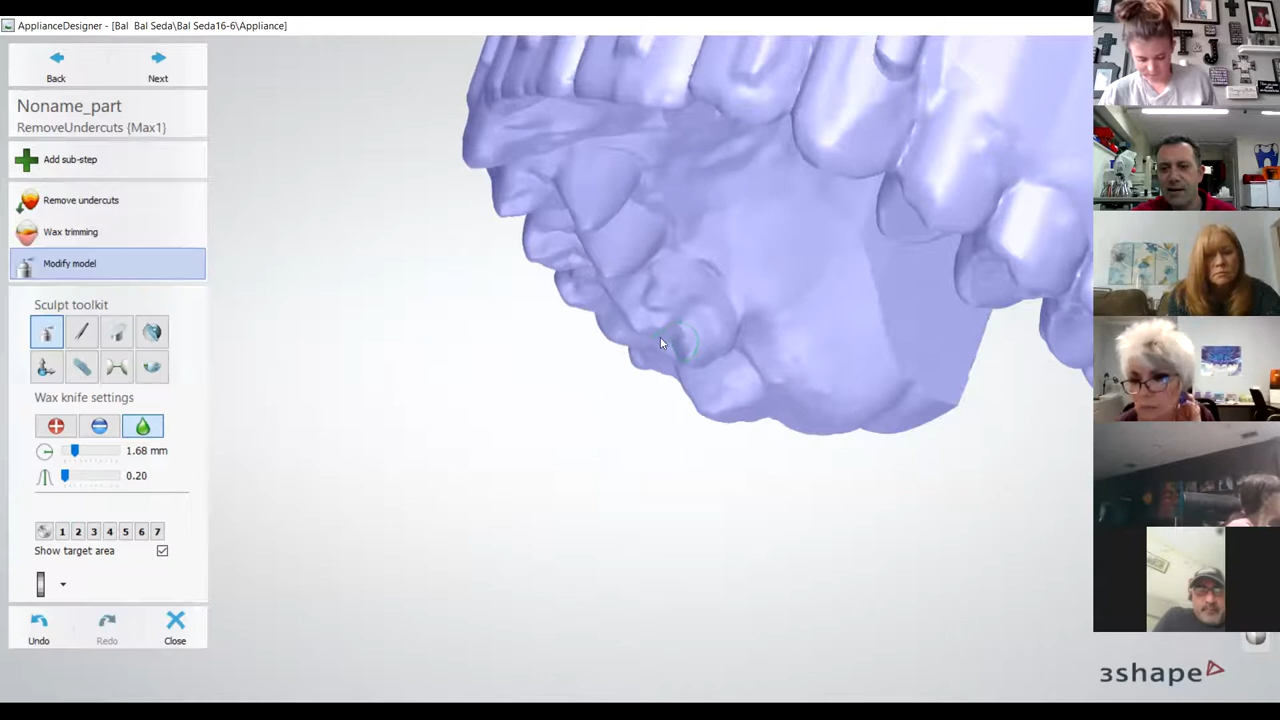 ApplianceDesigner - [Bal Bal Seda\Bal Seda16-6\Appliance]
Back
Next
Noname_part
RemoveUndercuts {Max1}
Add sub-step
Remove undercuts
Wax trimming
Modify model
Sculpt toolkit
Wax knife settings
1.68 mm
0.20
1 2 3 4 5 6 7
Show target area
Undo
Redo
Close
T & J
3shape